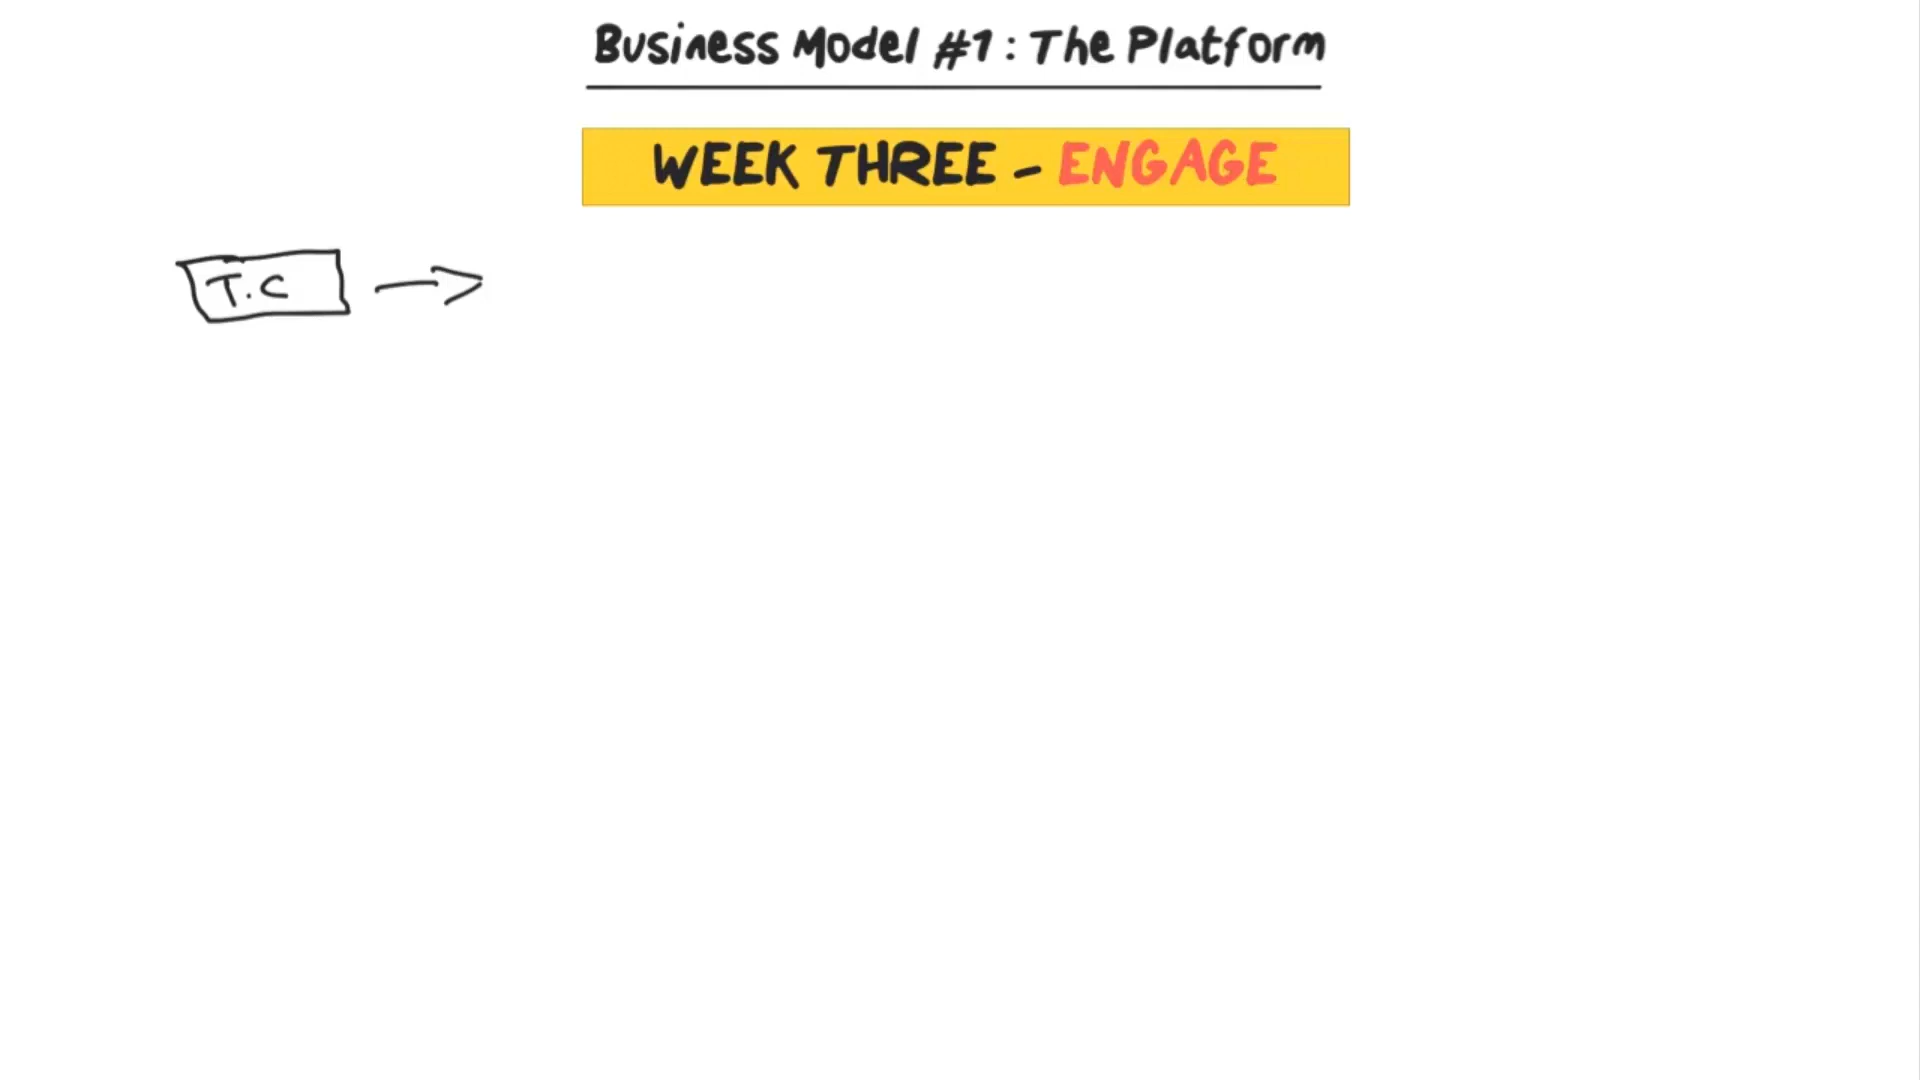 Business Model #1 : The Platform
WEEK THREE - ENGAGE
T.C